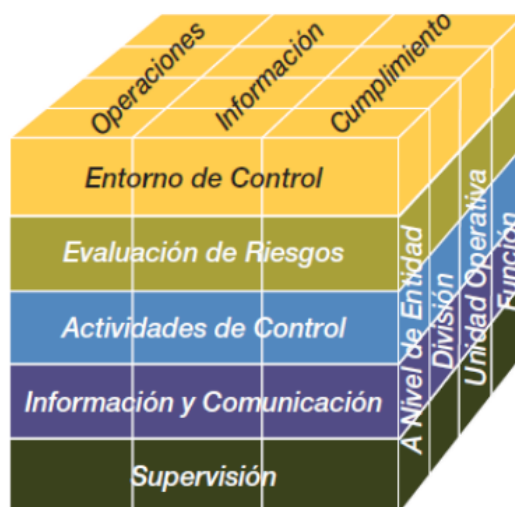 Operaciones
Información
Cumplimiento
Entorno de Control
Evaluación de Riesgos
Actividades de Control
Información y Comunicación
Supervisión
A Nivel de Entidad
División
Unidad Operativa
Función